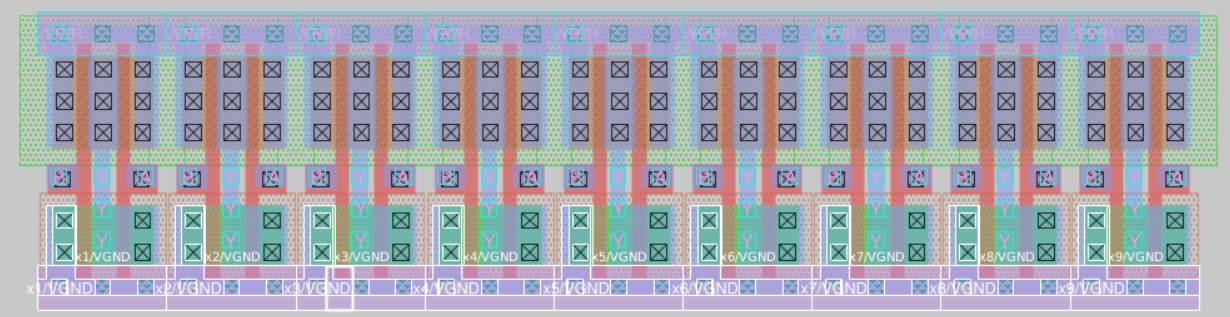 Y A Y A Y A Y A Y A Y A Y A Y A Y A
Y Y Y Y Y Y Y Y Y
Y Y Y Y Y Y Y Y Y
x1/VGND x2/VGND x3/VGND x4/VGND x5/VGND x6/VGND x7/VGND x8/VGND x9/VGND
x1/VGND x2/VGND x3/VGND x4/VGND x5/VGND x6/VGND x7/VGND x8/VGND x9/VGND